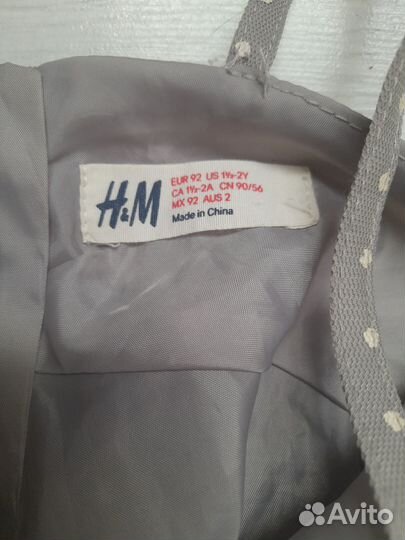 H&M
EUR 92 US 1½-2Y
CA 1½-2A CN 90/56
MX 92 AUS 2
Made in China
Avito